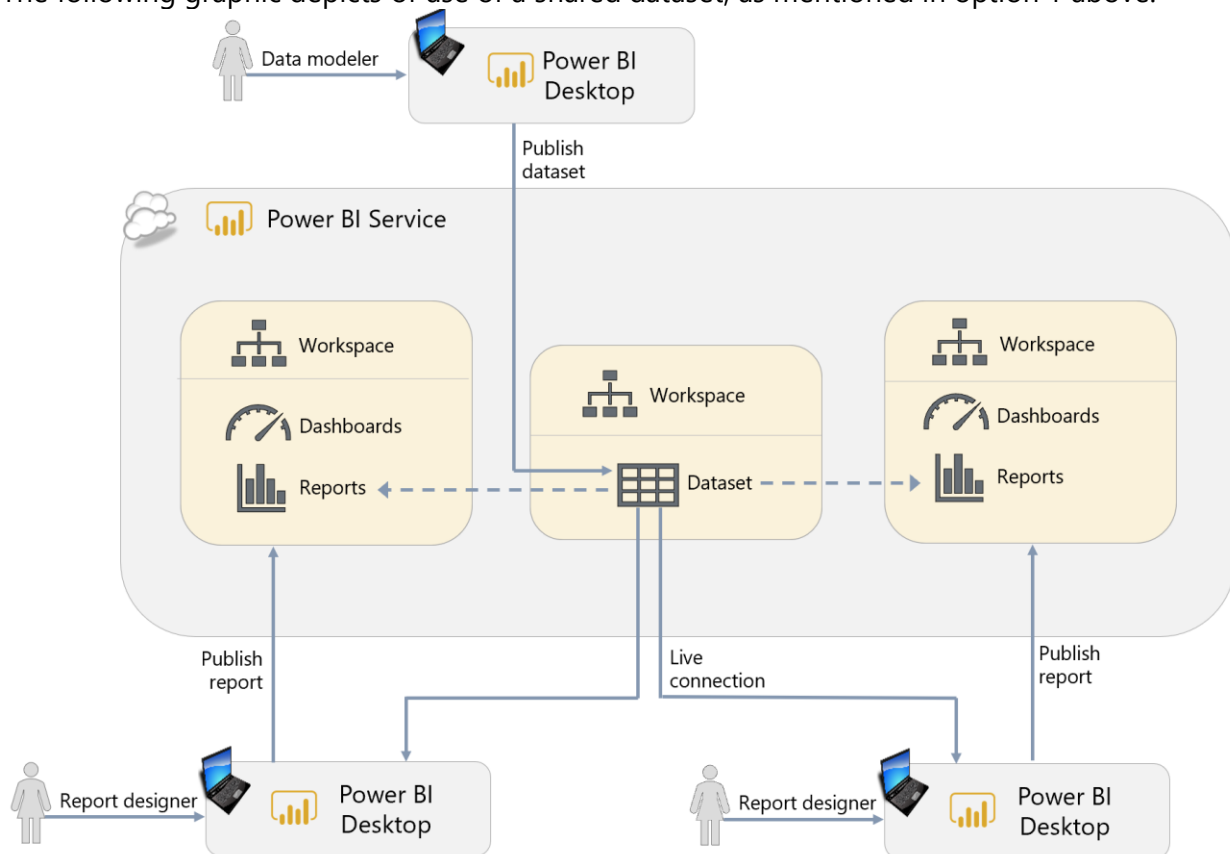 The following graphic depicts of use of a shared dataset, as mentioned in option 1 above.
Data modeler
Power BI
Desktop
Publish
dataset
Power BI Service
Workspace
Dashboards
Reports
Workspace
Dataset
Workspace
Dashboards
Reports
Publish
report
Live
connection
Publish
report
Report designer
Power BI
Desktop
Report designer
Power BI
Desktop